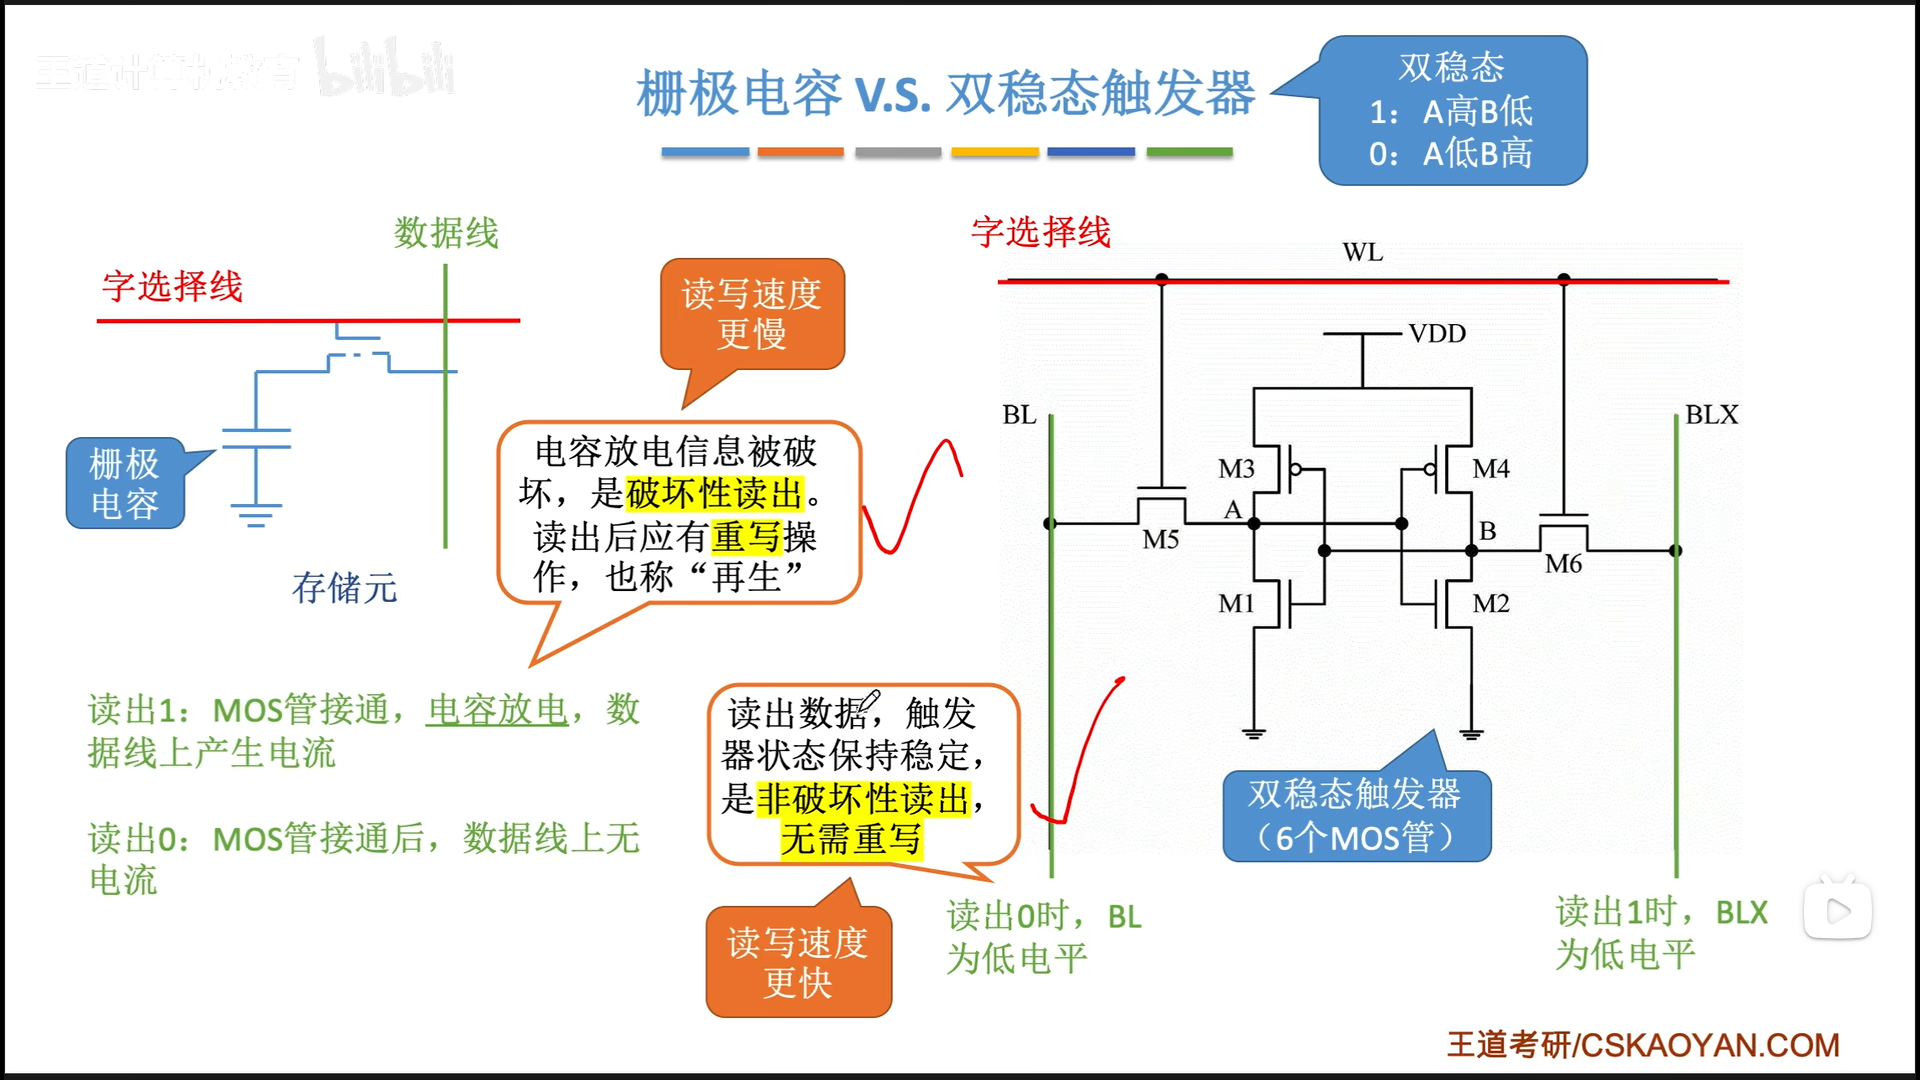 王道计算机教育 bilibili
栅极电容 V.S. 双稳态触发器
双稳态
1：A高B低
0：A低B高
数据线
字选择线
栅极
电容
存储元
读写速度
更慢
电容放电信息被破
坏，是破坏性读出。
读出后应有重写操
作，也称“再生”
读出1：MOS管接通，电容放电，数
据线上产生电流
读出0：MOS管接通后，数据线上无
电流
读出数据，触发
器状态保持稳定，
是非破坏性读出，
无需重写
读写速度
更快
字选择线
WL
VDD
BL
BLX
M3
M4
A
B
M5
M6
M1
M2
双稳态触发器
（6个MOS管）
读出0时，BL
为低电平
读出1时，BLX
为低电平
王道考研/CSKAOYAN.COM